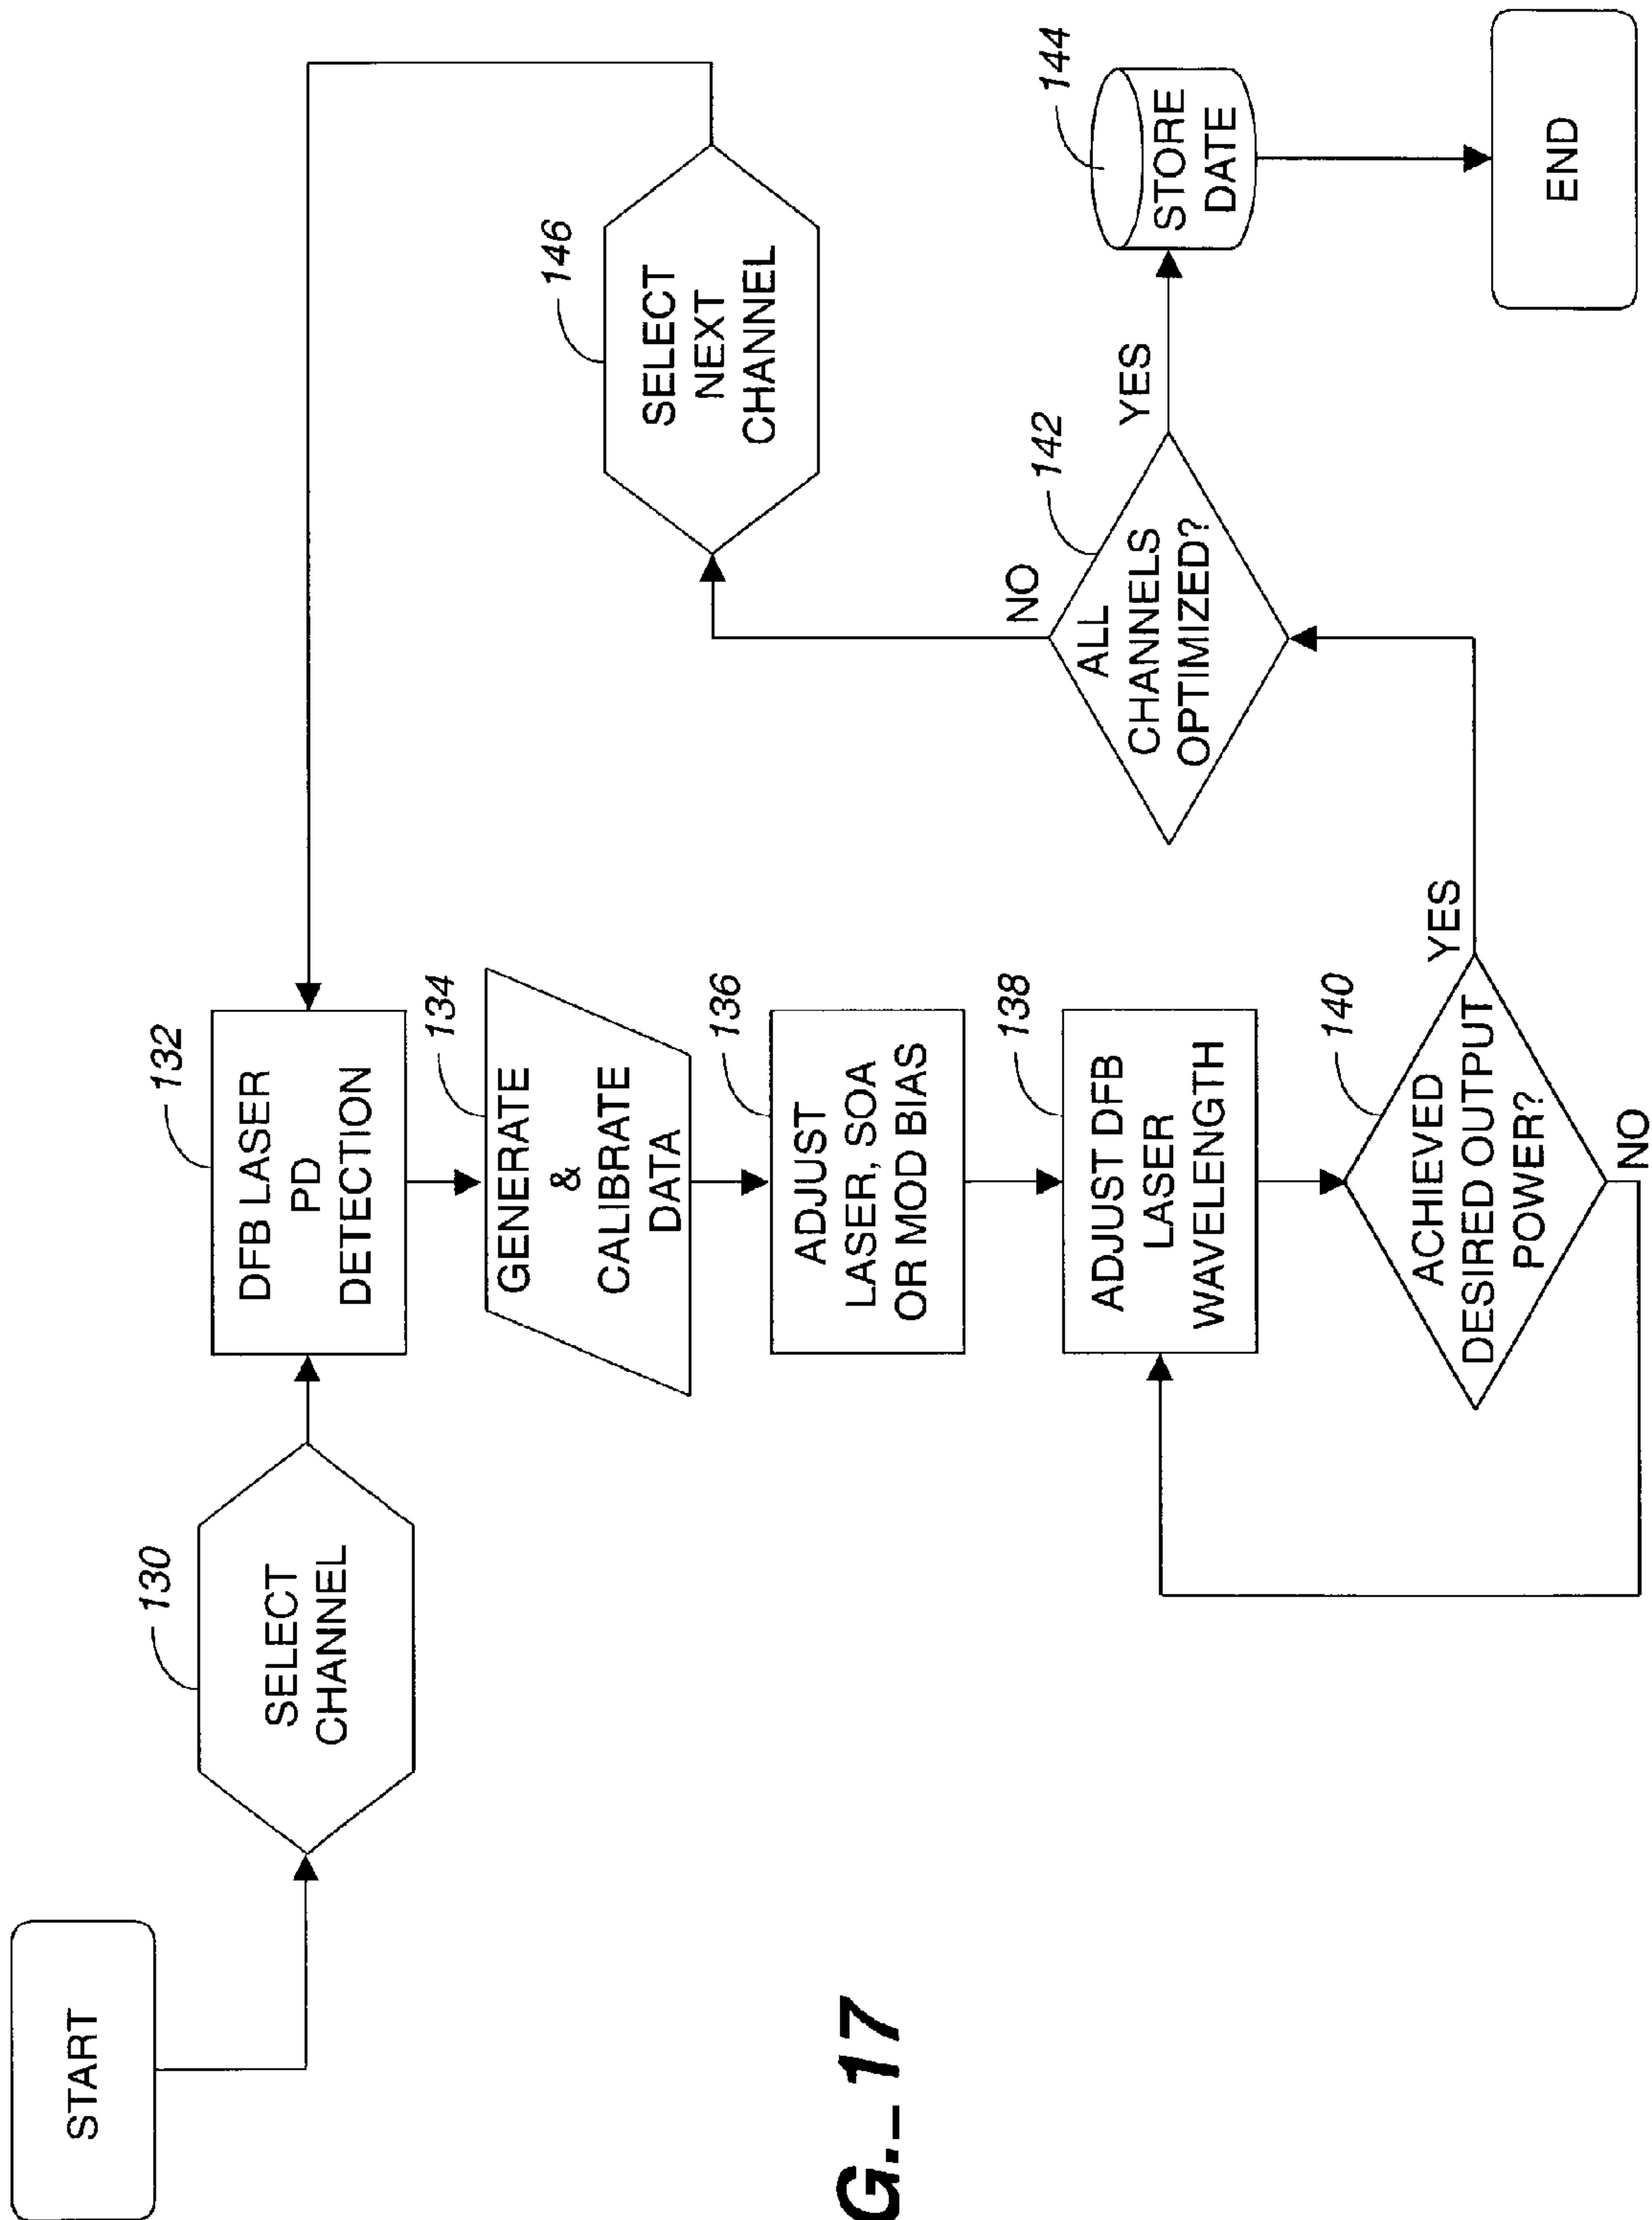 START
130
SELECT
CHANNEL
132
DFB LASER
PD
DETECTION
134
GENERATE
&
CALIBRATE
DATA
136
ADJUST
LASER, SOA
OR MOD BIAS
138
ADJUST DFB
LASER
WAVELENGTH
140
ACHIEVED
DESIRED OUTPUT
POWER?
YES
NO
142
ALL
CHANNELS
OPTIMIZED?
NO
YES
146
SELECT
NEXT
CHANNEL
144
STORE
DATE
END
G._17